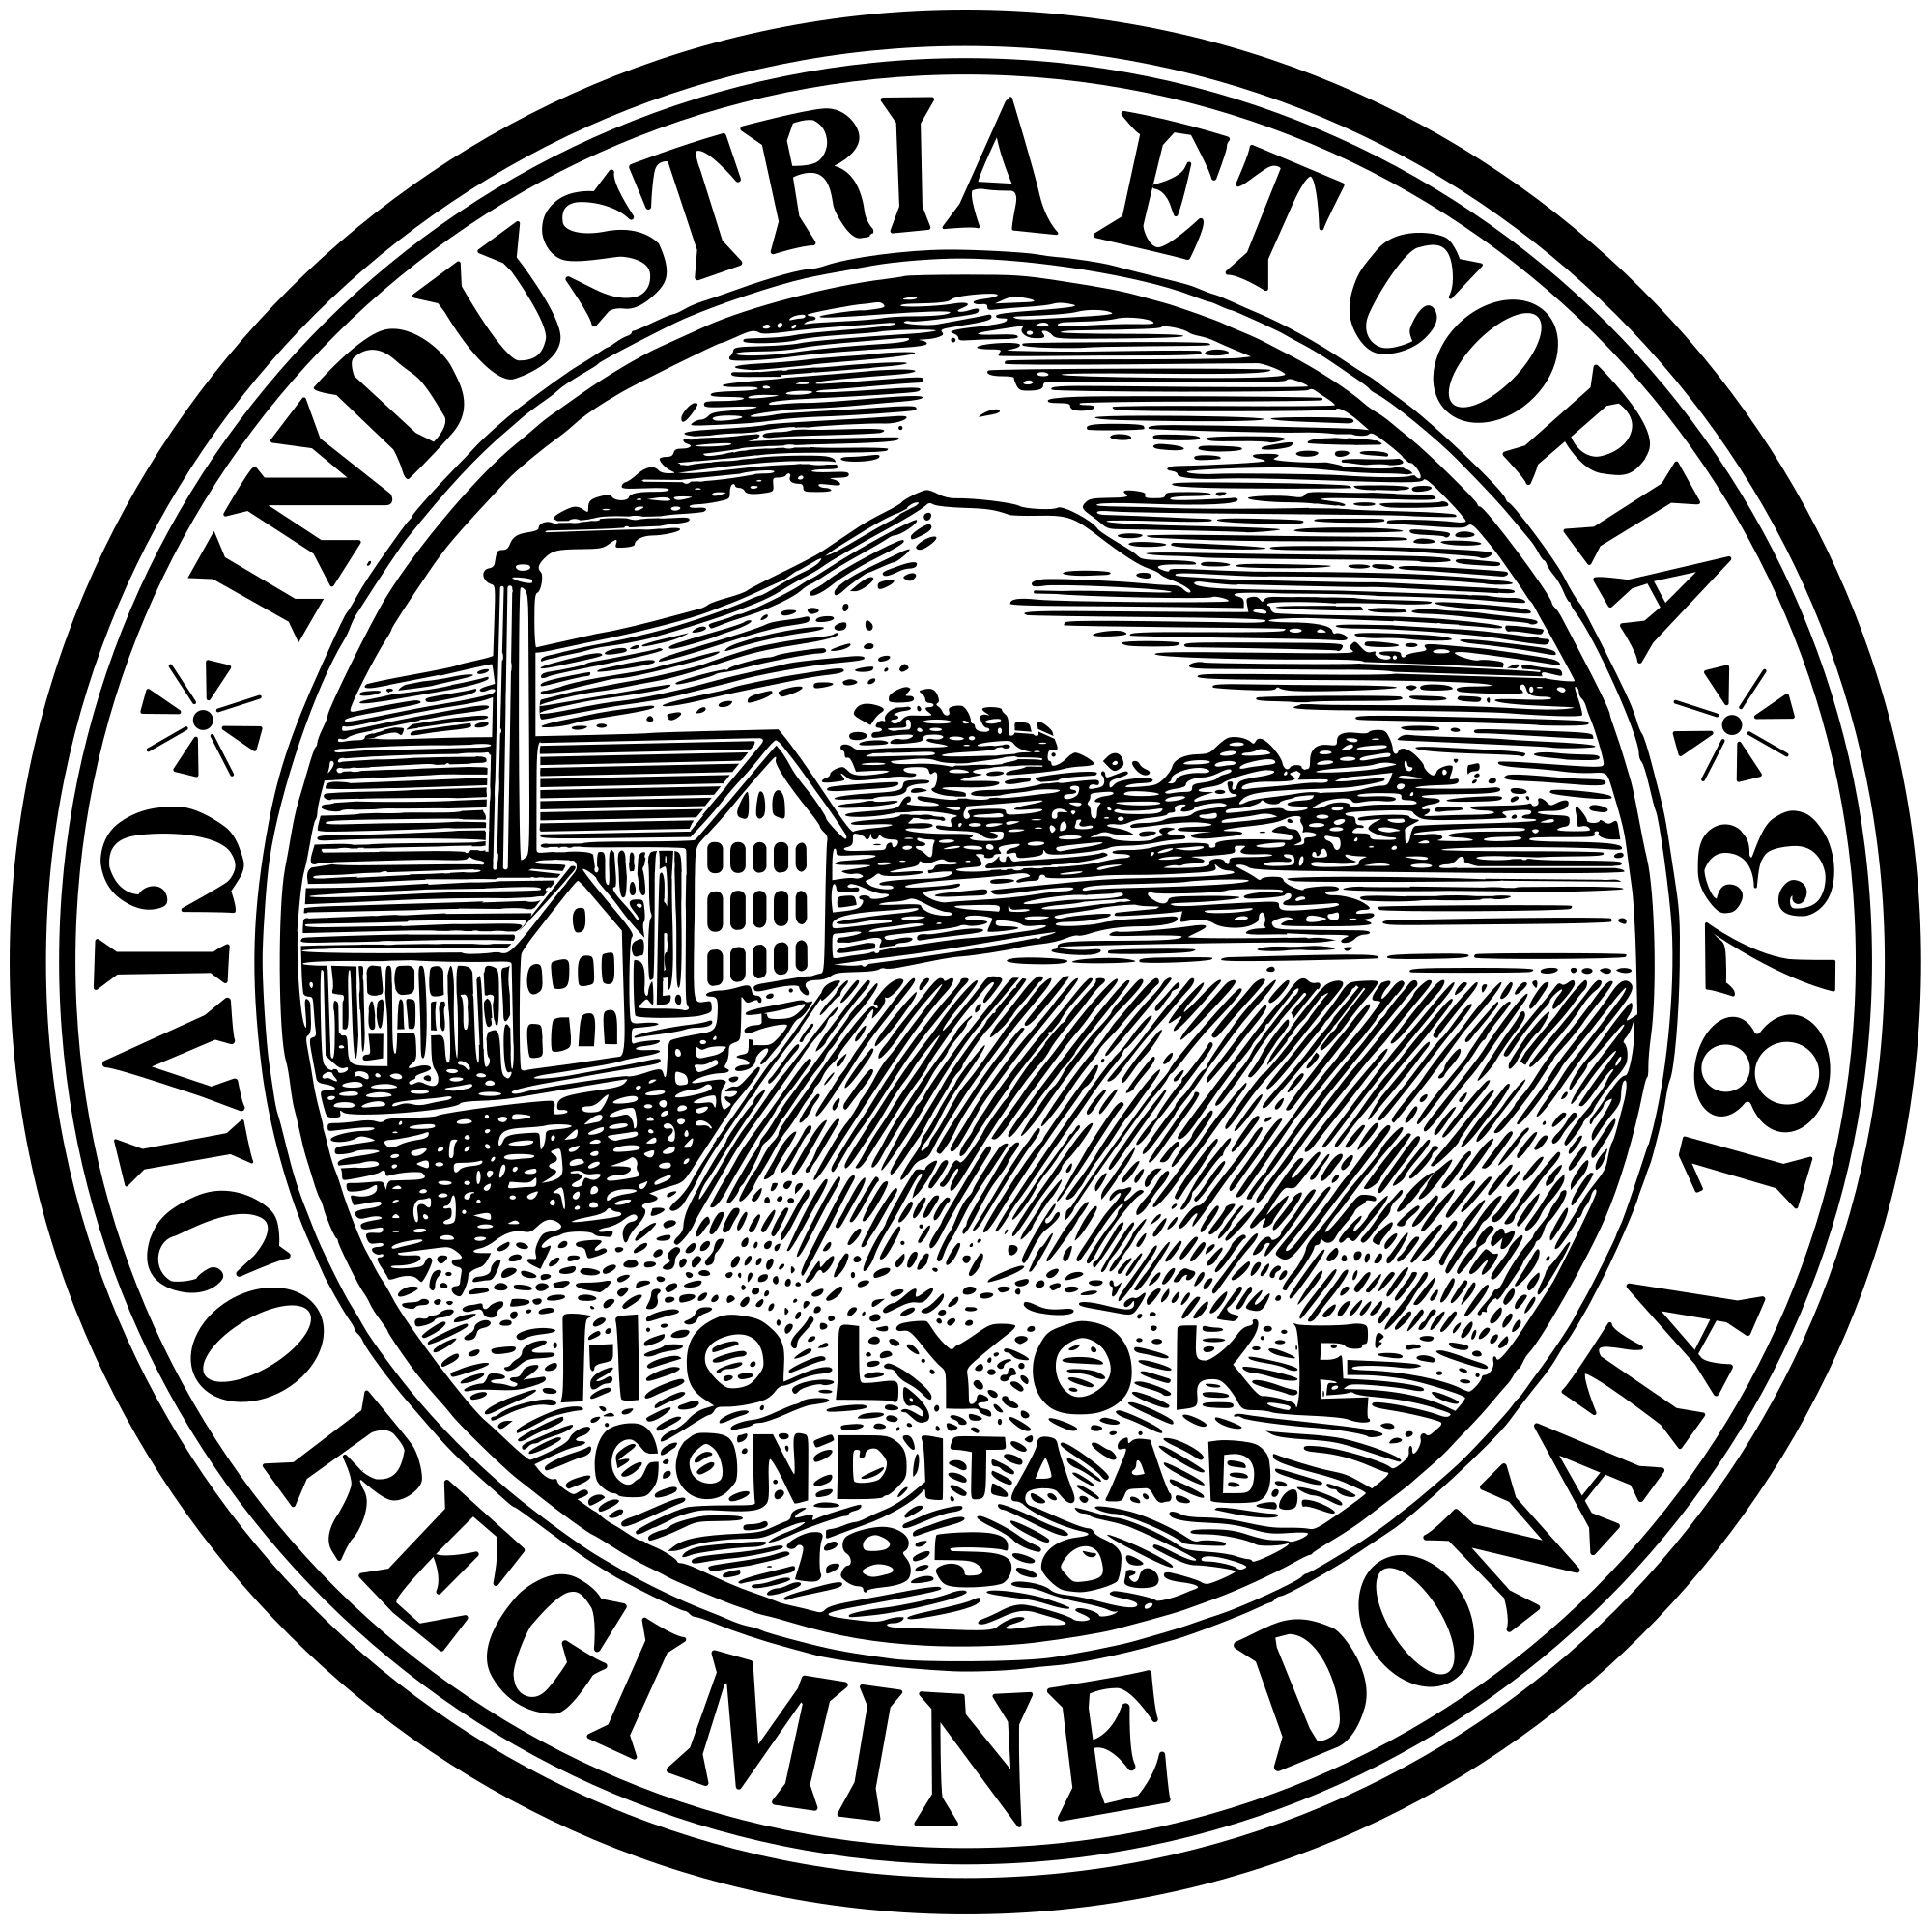 INDUSTRIA ET COPIA
CIVICO REGIMINE DONATA 1873
HOLYOKE
CONDITA A.D.
1850.